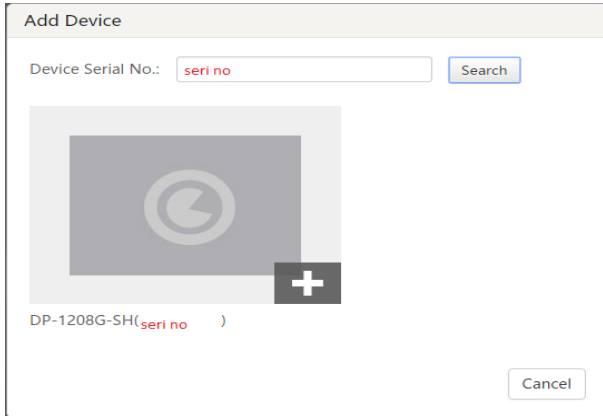 Add Device
Device Serial No.: seri no Search
DP-1208G-SH(seri no )
Cancel